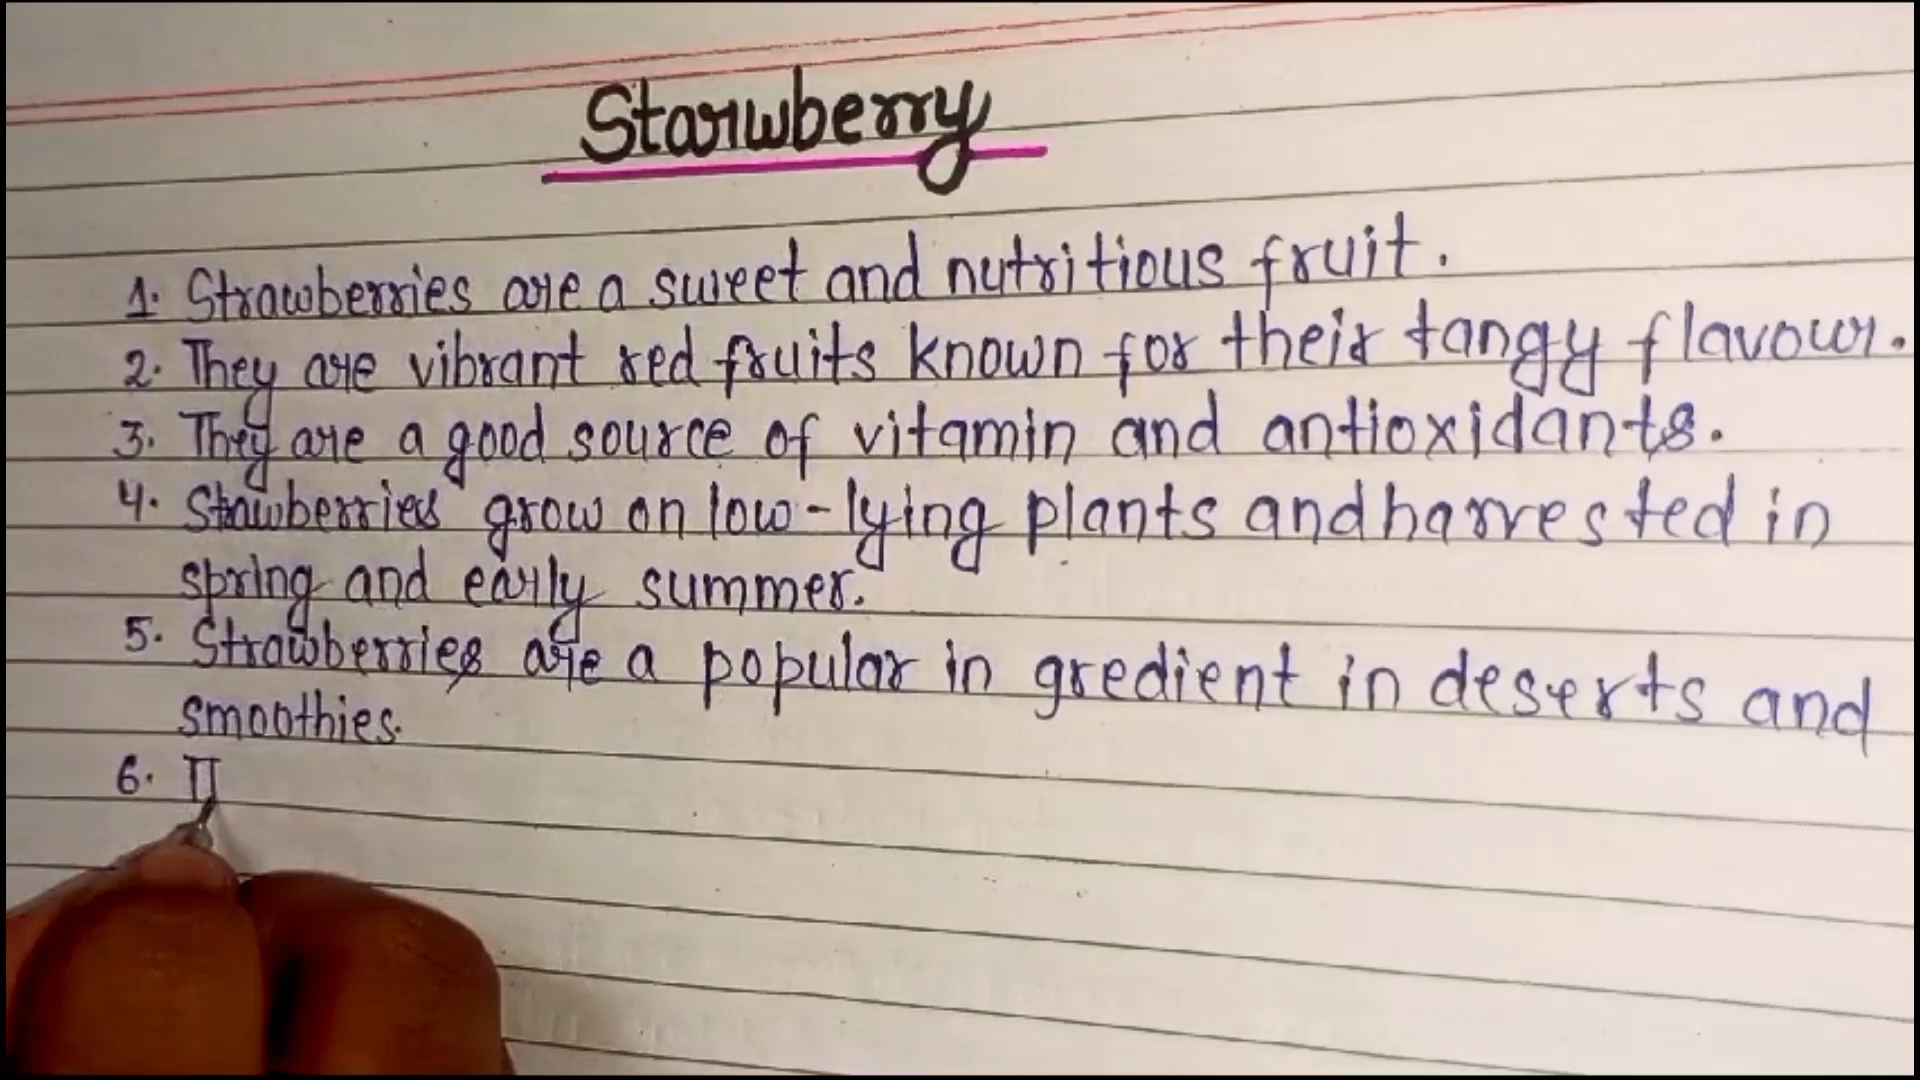 Starwberry
1. Strawberries are a sweet and nutritious fruit.
2. They are vibrant red fruits known for their tangy flavour.
3. They are a good source of vitamin and antioxidants.
4. Strawberries grow on low-lying plants and harvested in
spring and early summer.
5. Strawberries are a popular in gredient in deserts and
smoothies.
6.